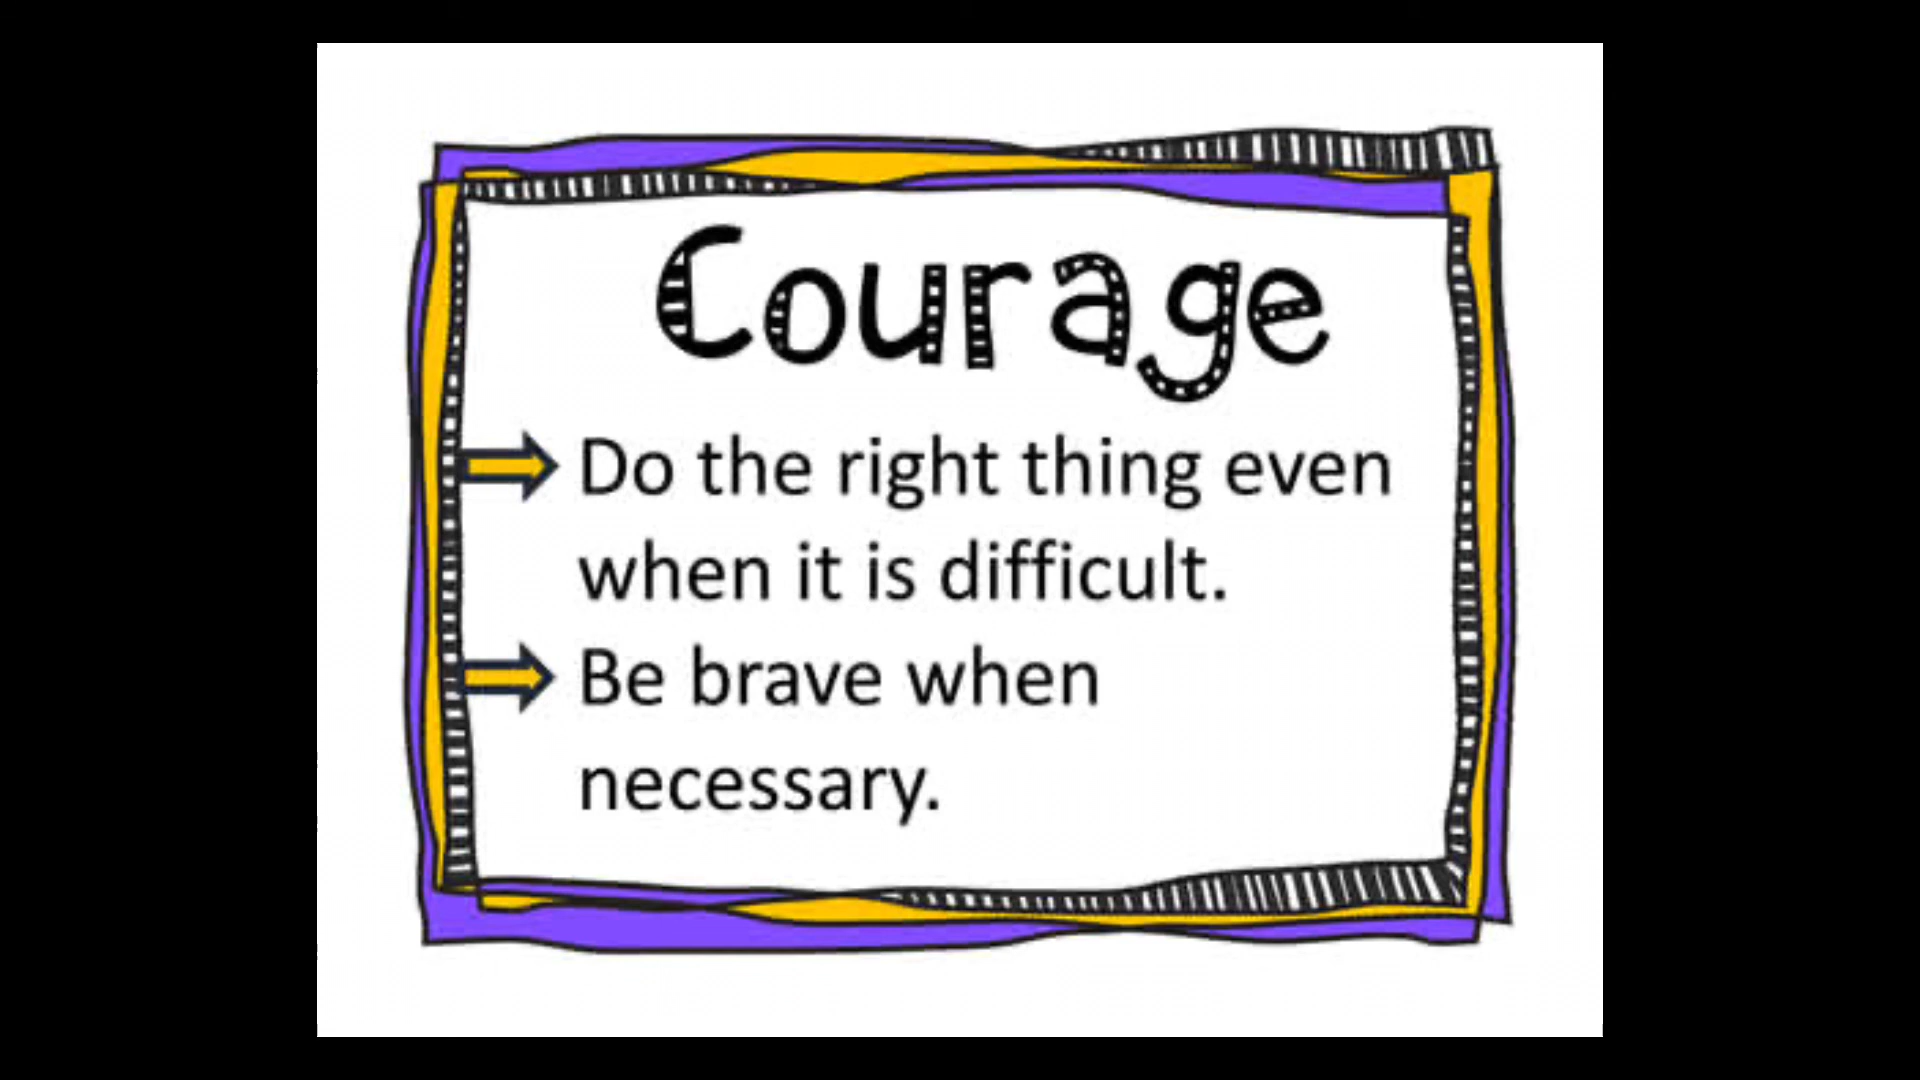 Courage
Do the right thing even
when it is difficult.
Be brave when
necessary.